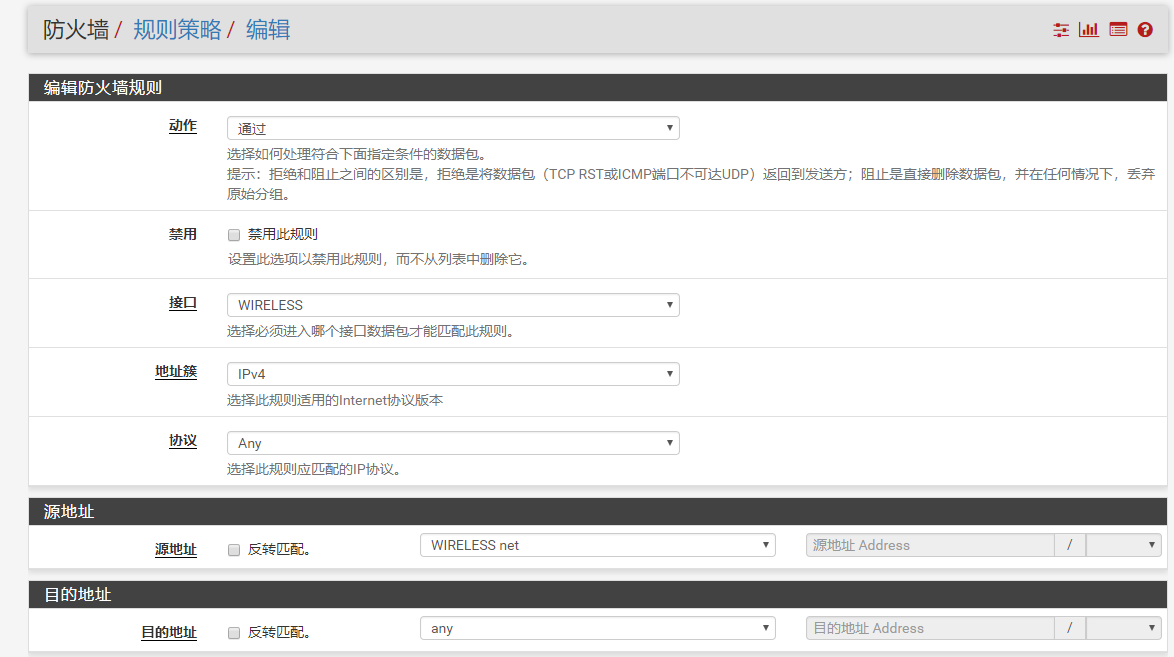 防火墙/ 规则策略/ 编辑
编辑防火墙规则
动作 通过
选择如何处理符合下面指定条件的数据包。
提示：拒绝和阻止之间的区别是，拒绝是将数据包（TCP RST或ICMP端口不可达UDP）返回到发送方；阻止是直接删除数据包，并在任何情况下，丢弃
原始分组。
禁用 禁用此规则
设置此选项以禁用此规则，而不从列表中删除它。
接口 WIRELESS
选择必须进入哪个接口数据包才能匹配此规则。
地址簇 IPv4
选择此规则适用的Internet协议版本
协议 Any
选择此规则应匹配的IP协议。
源地址
源地址 反转匹配。 WIRELESS net 源地址 Address /
目的地址
目的地址 反转匹配。 any 目的地址 Address /